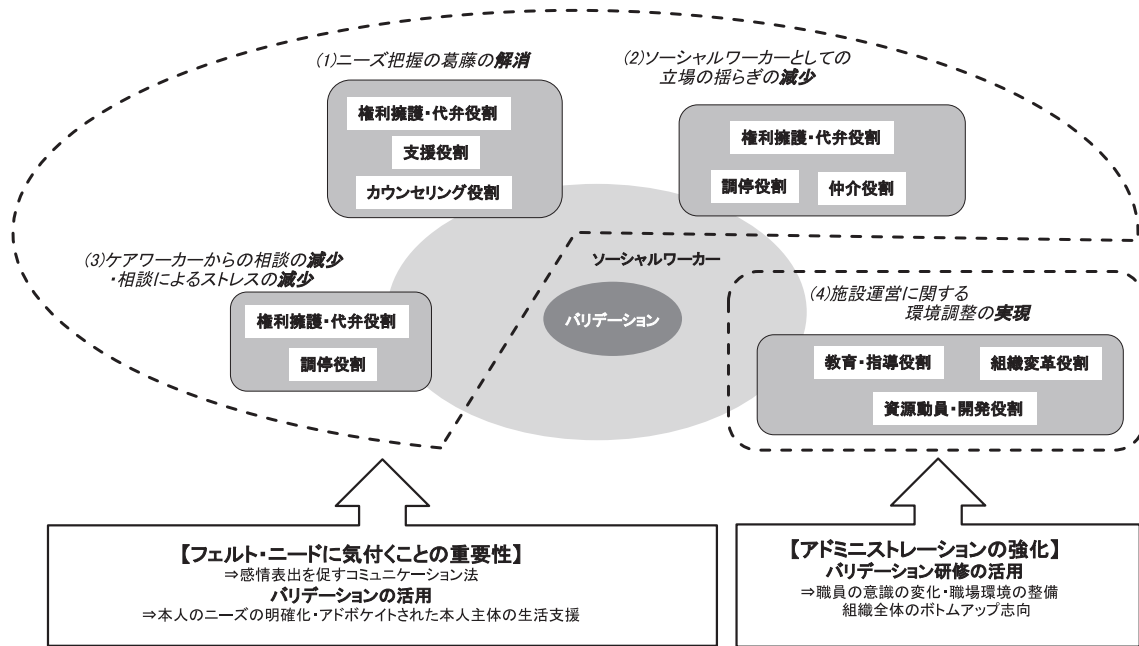 (1)ニーズ把握の葛藤の解消
権利擁護・代弁役割
支援役割
カウンセリング役割
(2)ソーシャルワーカーとしての
立場の揺らぎの減少
権利擁護・代弁役割
調停役割
仲介役割
(3)ケアワーカーからの相談の減少
・相談によるストレスの減少
権利擁護・代弁役割
調停役割
ソーシャルワーカー
バリデーション
(4)施設運営に関する
環境調整の実現
教育・指導役割
組織変革役割
資源動員・開発役割
【フェルト・ニードに気付くことの重要性】
⇒感情表出を促すコミュニケーション法
バリデーションの活用
⇒本人のニーズの明確化・アドボケイトされた本人主体の生活支援
【アドミニストレーションの強化】
バリデーション研修の活用
⇒職員の意識の変化・職場環境の整備
組織全体のボトムアップ志向